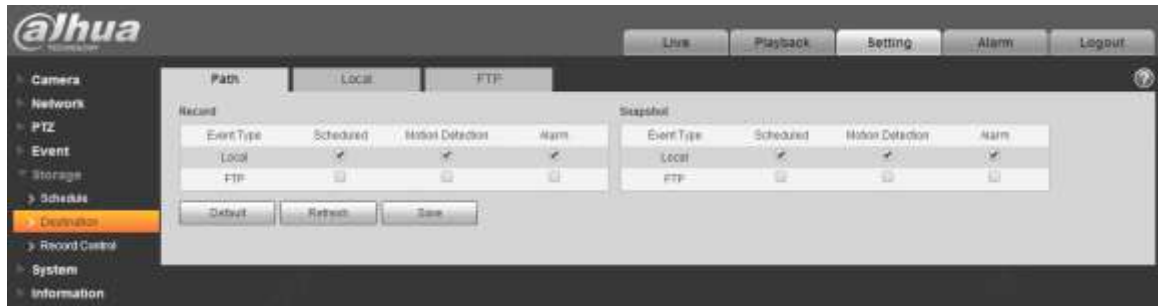 alhua
TECHNOLOGY
Live Playback Setting Alarm Logout
Camera
Network
PTZ
Event
Storage
Schedule
Destination
Record Control
System
Information
Path Local FTP
Record
Event Type Scheduled Motion Detection Alarm
Local
FTP
Snapshot
Event Type Scheduled Motion Detection Alarm
Local
FTP
Default Refresh Save